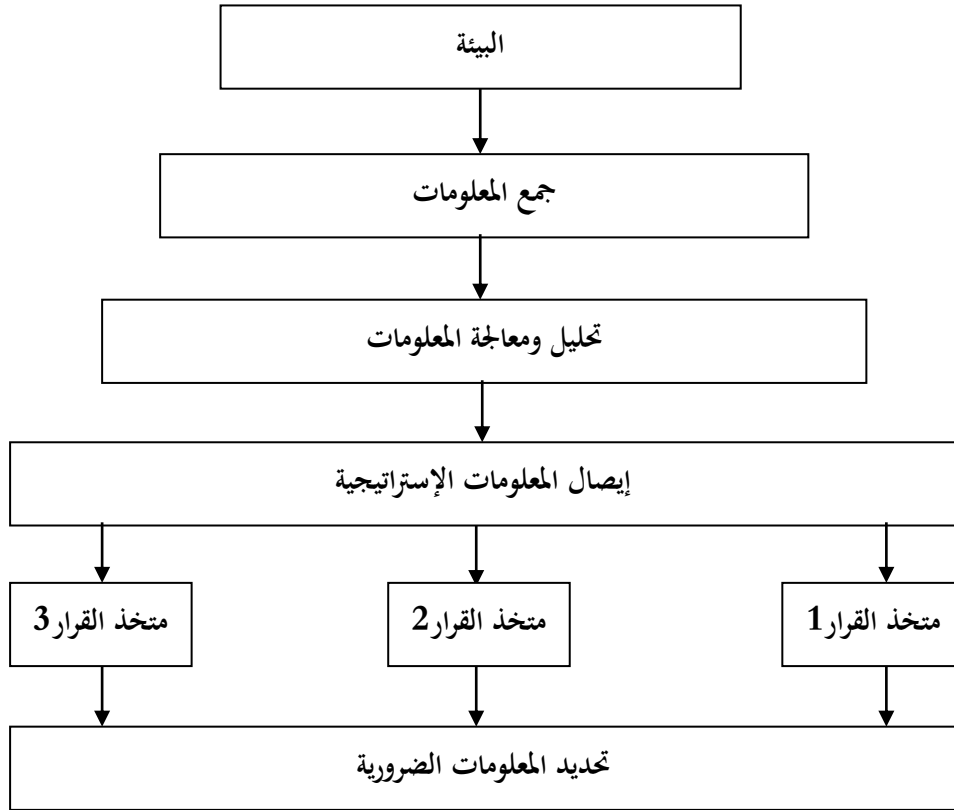 البيئة
جمع المعلومات
تحليل ومعالجة المعلومات
إيصال المعلومات الإستراتيجية
متخذ القرار1
متخذ القرار2
متخذ القرار3
تحديد المعلومات الضرورية